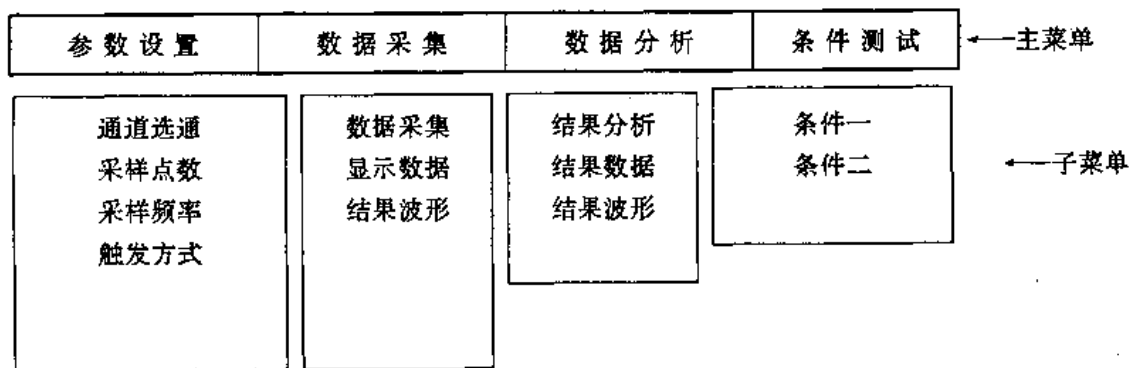 参数设置 数据采集 数据分析 条件测试 ←主菜单
通道选通 数据采集 结果分析 条件一
采样点数 显示数据 结果数据 条件二 ←子菜单
采样频率 结果波形 结果波形
触发方式